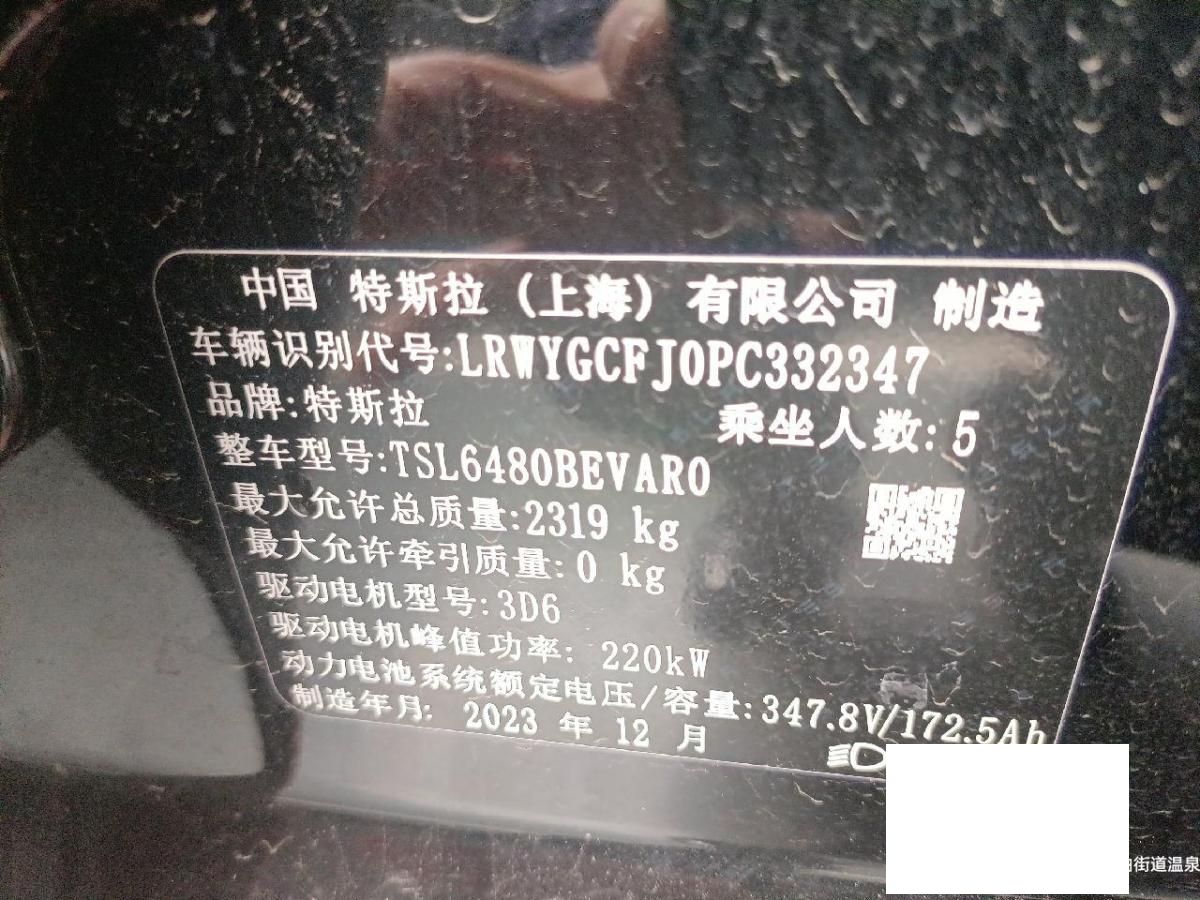 中国 特斯拉（上海）有限公司 制造
车辆识别代号:LRWYGCFJ0PC332347
品牌:特斯拉 乘坐人数:5
整车型号:TSL6480BEVAR0
最大允许总质量:2319 kg
最大允许牵引质量:0 kg
驱动电机型号:3D6
驱动电机峰值功率: 220kW
动力电池系统额定电压/容量:347.8V/172.5Ah
制造年月: 2023 年 12 月
街道温泉